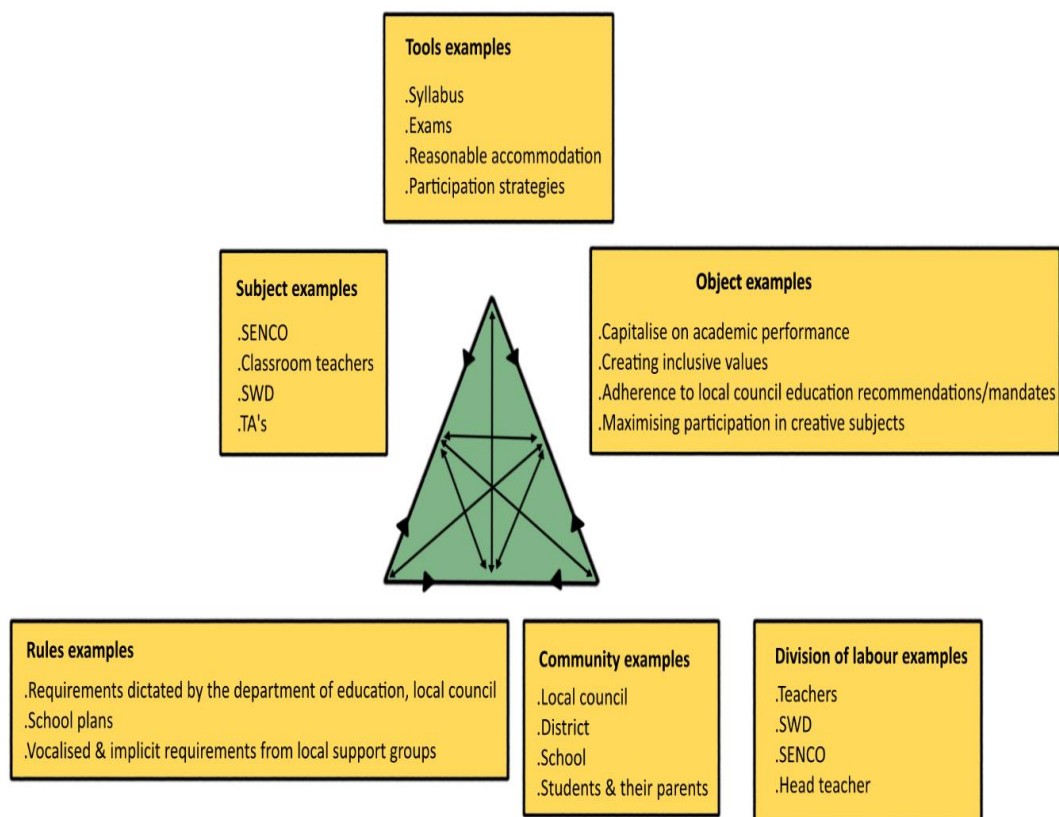 Tools examples
.Syllabus
.Exams
.Reasonable accommodation
.Participation strategies
Subject examples
.SENCO
.Classroom teachers
.SWD
.TA's
Object examples
.Capitalise on academic performance
.Creating inclusive values
.Adherence to local council education recommendations/mandates
.Maximising participation in creative subjects
Rules examples
.Requirements dictated by the department of education, local council
.School plans
.Vocalised & implicit requirements from local support groups
Community examples
.Local council
.District
.School
.Students & their parents
Division of labour examples
.Teachers
.SWD
.SENCO
.Head teacher